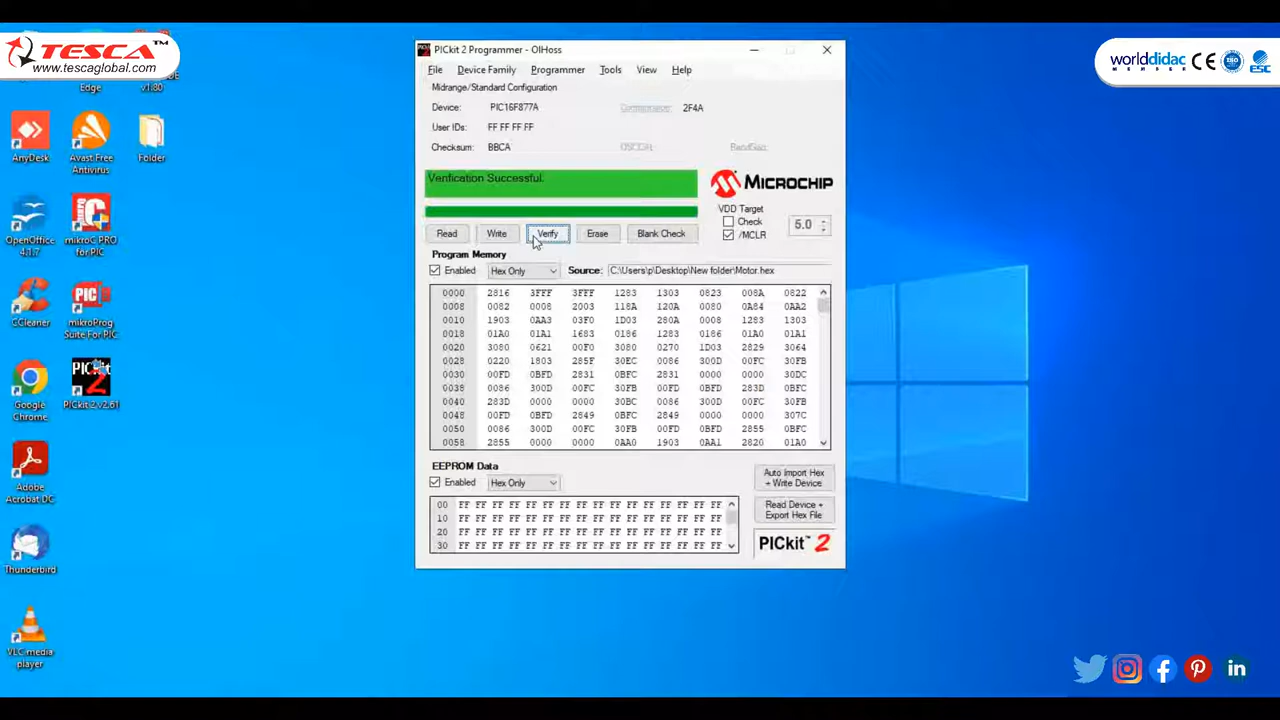 TESCA™
www.tescaglobal.com
worlddidac
MEMBER
CE
ISO
ESC
Edge
v1.80
AnyDesk
Avast Free
Antivirus
Folder
OpenOffice
4.1.7
mikroC PRO
for PIC
CCleaner
mikroProg
Suite For PIC
Google
Chrome
PICkit 2 v2.61
Adobe
Acrobat DC
Thunderbird
VLC media
player
PICkit 2 Programmer - OlHoss
File Device Family Programmer Tools View Help
Midrange/Standard Configuration
Device: PIC16F877A Configuration: 2F4A
User IDs: FF FF FF FF
Checksum: BBCA OSCCAL: BandGap:
Verification Successful.
MICROCHIP
VDD Target
Check
/MCLR
5.0
Read Write Verify Erase Blank Check
Program Memory
Enabled Hex Only Source: C:\Users\p\Desktop\New folder\Motor.hex
0000 2816 3FFF 3FFF 1283 1303 0823 008A 0822
0008 0082 0008 2003 118A 120A 0080 0A84 0AA2
0010 1903 0AA3 03F0 1D03 280A 0008 1283 1303
0018 01A0 01A1 1683 0186 1283 0186 01A0 01A1
0020 3080 0621 00F0 3080 0270 1D03 2829 3064
0028 0220 1803 285F 30EC 0086 300D 00FC 30FB
0030 00FD 0BFD 2831 0BFC 2831 0000 0000 30DC
0038 0086 300D 00FC 30FB 00FD 0BFD 283D 0BFC
0040 283D 0000 0000 30BC 0086 300D 00FC 30FB
0048 00FD 0BFD 2849 0BFC 2849 0000 0000 307C
0050 0086 300D 00FC 30FB 00FD 0BFD 2855 0BFC
0058 2855 0000 0000 0AA0 1903 0AA1 2820 01A0
EEPROM Data
Enabled Hex Only
00 FF FF FF FF FF FF FF FF FF FF FF FF FF FF FF FF
10 FF FF FF FF FF FF FF FF FF FF FF FF FF FF FF FF
20 FF FF FF FF FF FF FF FF FF FF FF FF FF FF FF FF
30 FF FF FF FF FF FF FF FF FF FF FF FF FF FF FF FF
Auto Import Hex
+ Write Device
Read Device +
Export Hex File
PICkit™ 2